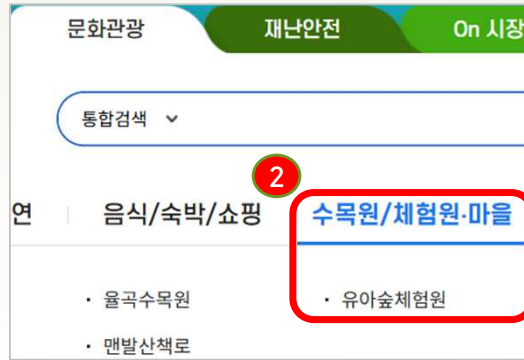 문화관광 재난안전 On 시장
통합검색
2
연 음식/숙박/쇼핑 수목원/체험원·마을
· 율곡수목원 · 유아숲체험원
· 맨발산책로